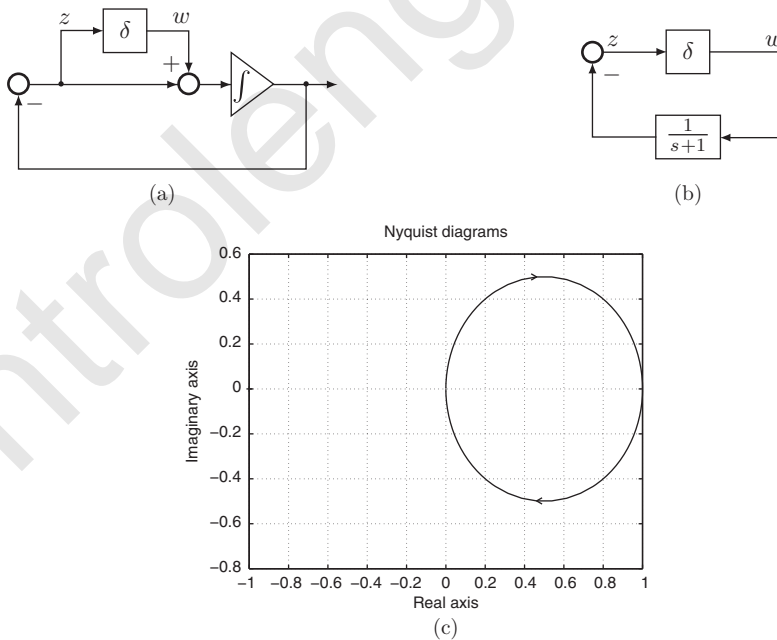 z δ w
+
− ∫
(a)
z δ w
−
1
s+1
(b)
Nyquist diagrams
Imaginary axis
0.6
0.4
0.2
0
−0.2
−0.4
−0.6
−0.8
−1 −0.8 −0.6 −0.4 −0.2 0 0.2 0.4 0.6 0.8 1
Real axis
(c)
ntroleng